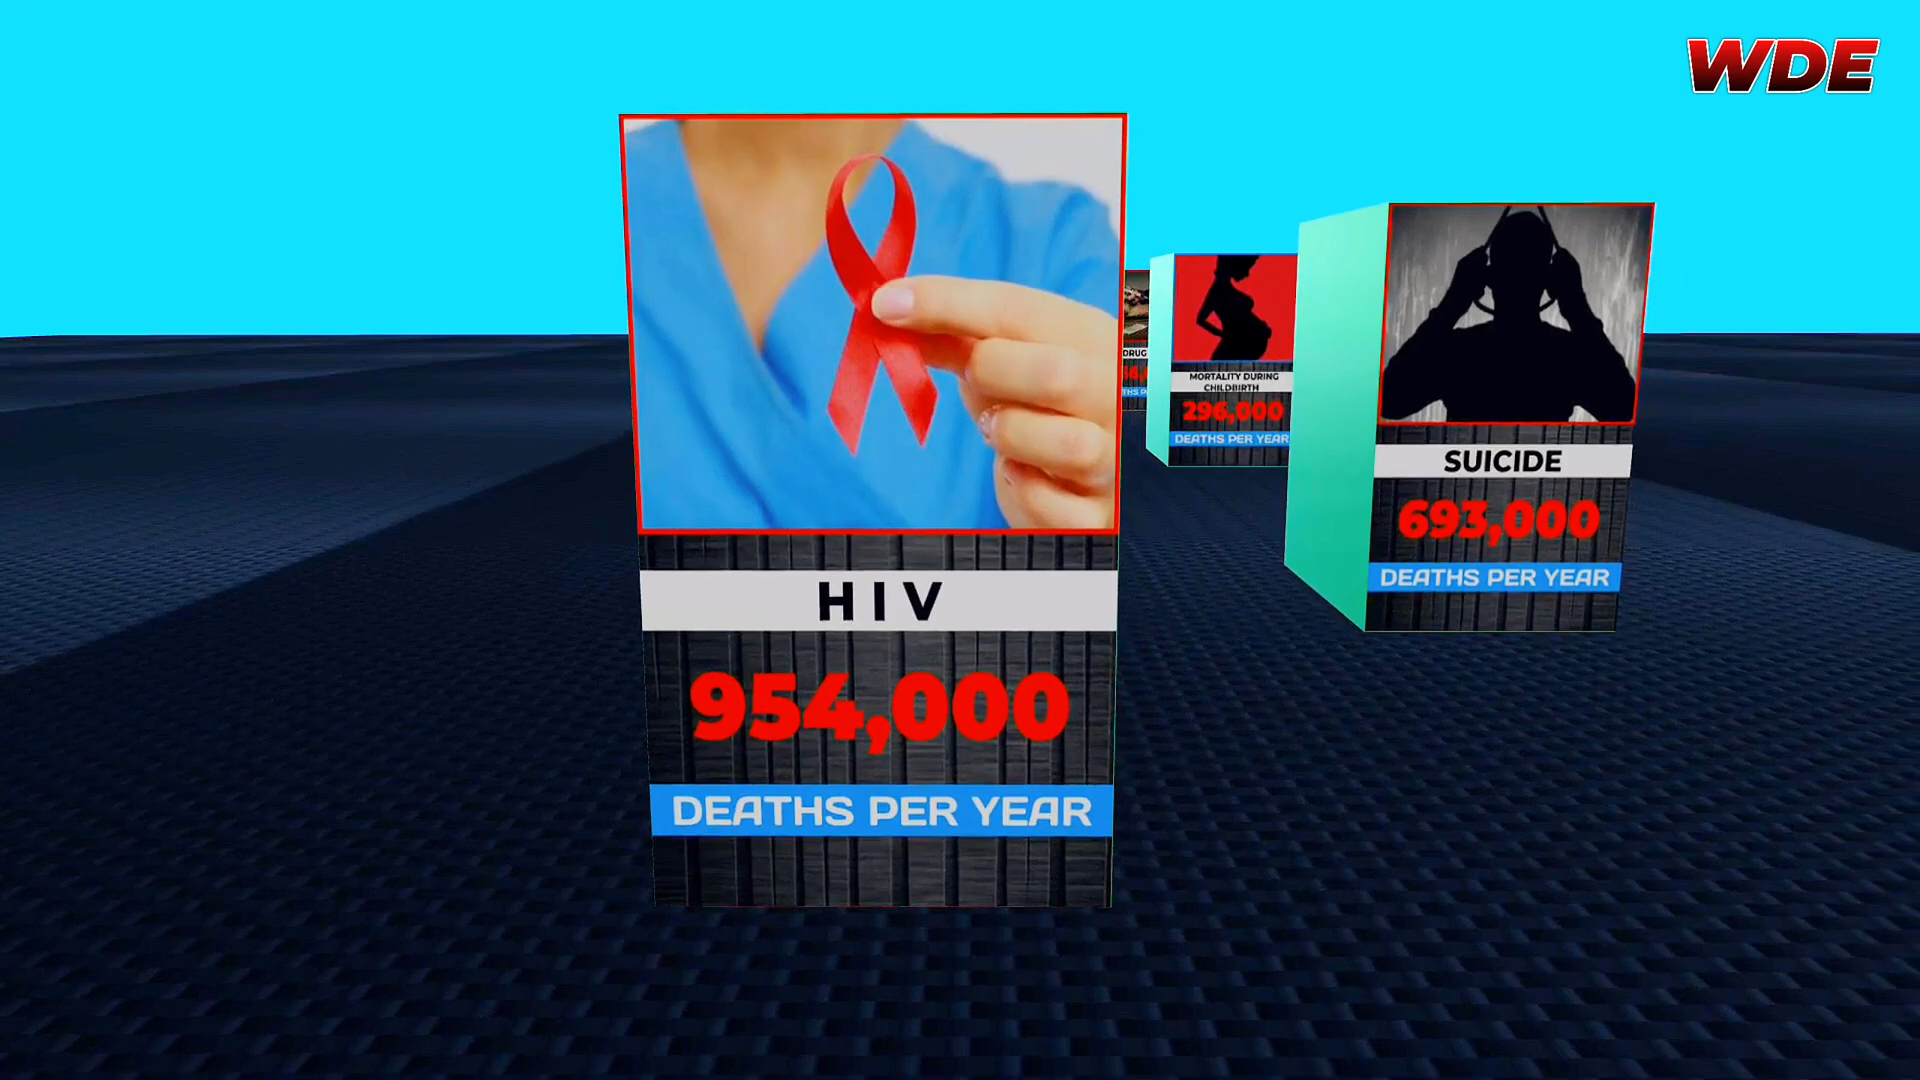 WDE
HIV
954,000
DEATHS PER YEAR
SUICIDE
693,000
DEATHS PER YEAR
MORTALITY DURING
CHILDBIRTH
296,000
DEATHS PER YEAR
DRUG